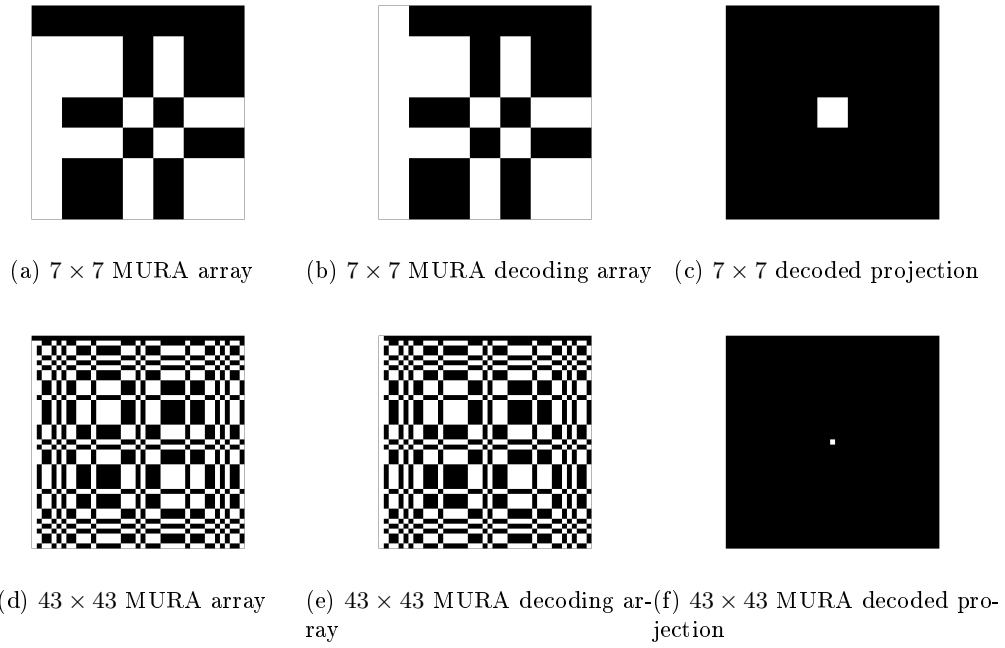 (a) 7 × 7 MURA array
(b) 7 × 7 MURA decoding array
(c) 7 × 7 decoded projection
(d) 43 × 43 MURA array
(e) 43 × 43 MURA decoding ar-
ray
(f) 43 × 43 MURA decoded pro-
jection